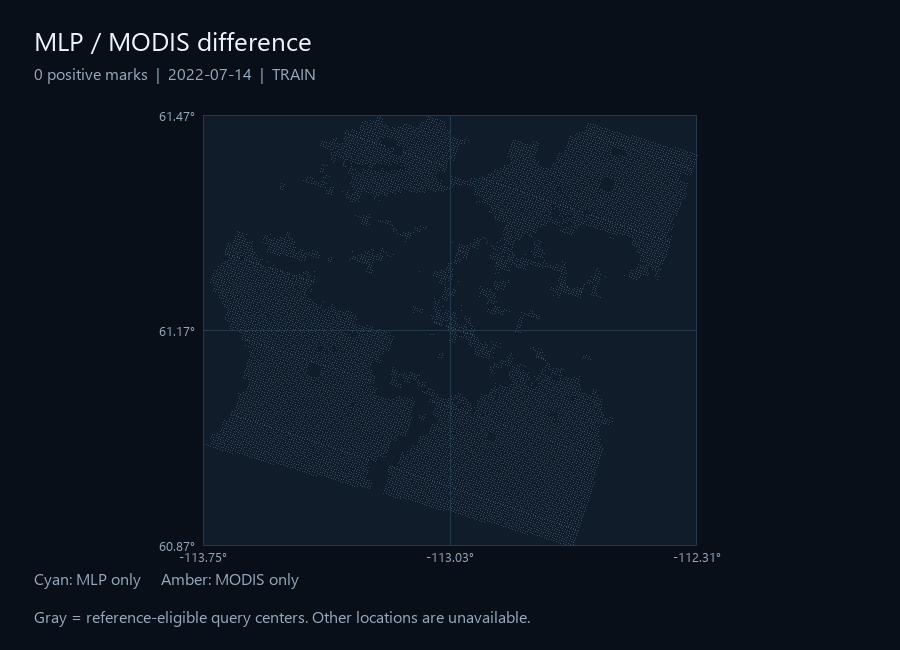 MLP / MODIS difference
0 positive marks | 2022-07-14 | TRAIN
61.47°
61.17°
60.87°
-113.75° -113.03° -112.31°
Cyan: MLP only Amber: MODIS only
Gray = reference-eligible query centers. Other locations are unavailable.